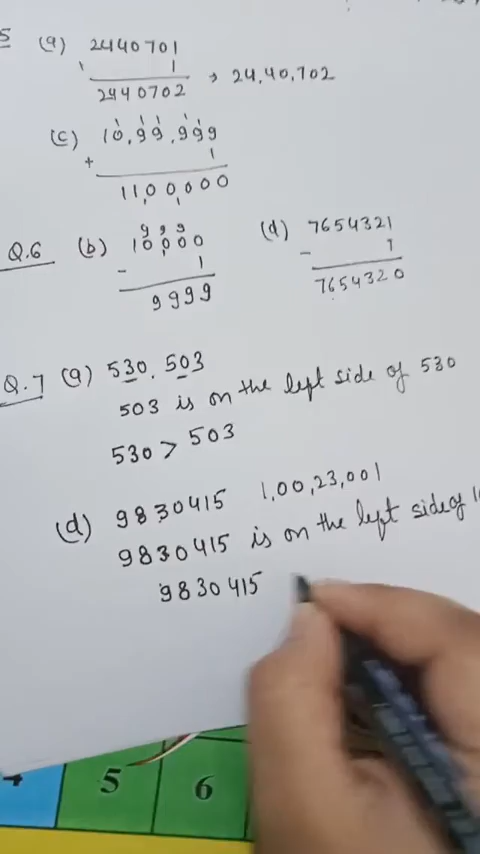 5 (a) 2440701
1
2440702 → 24,40,702
(c) 10,99,999
+ 1
11,00,000
Q.6 (b) 10000
- 1
9999
(d) 7654321
- 1
7654320
Q.7 (a) 530, 503
503 is on the left side of 530
530 > 503
(d) 9830415 1,00,23,001
9830415 is on the left side of 1
9830415
5 6